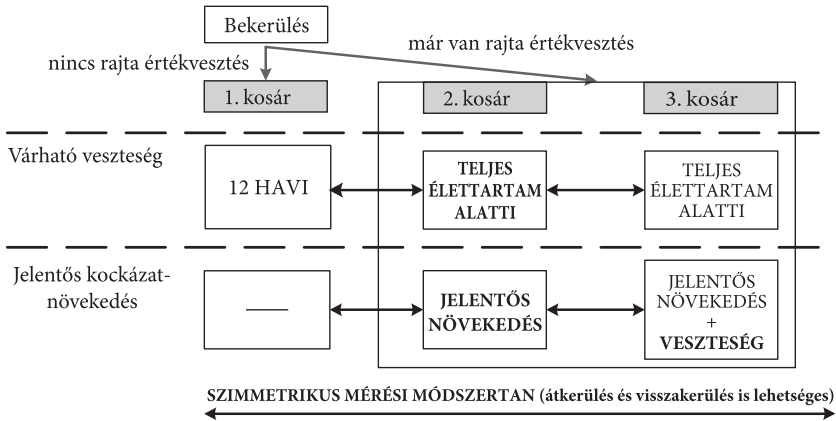 Bekerülés
nincs rajta értékvesztés
már van rajta értékvesztés
1. kosár
2. kosár
3. kosár
Várható veszteség
12 HAVI
TELJES
ÉLETTARTAM
ALATTI
TELJES
ÉLETTARTAM
ALATTI
Jelentős kockázat-
növekedés
—
JELENTŐS
NÖVEKEDÉS
JELENTŐS
NÖVEKEDÉS
+
VESZTESÉG
SZIMMETRIKUS MÉRÉSI MÓDSZERTAN (átkerülés és visszakerülés is lehetséges)